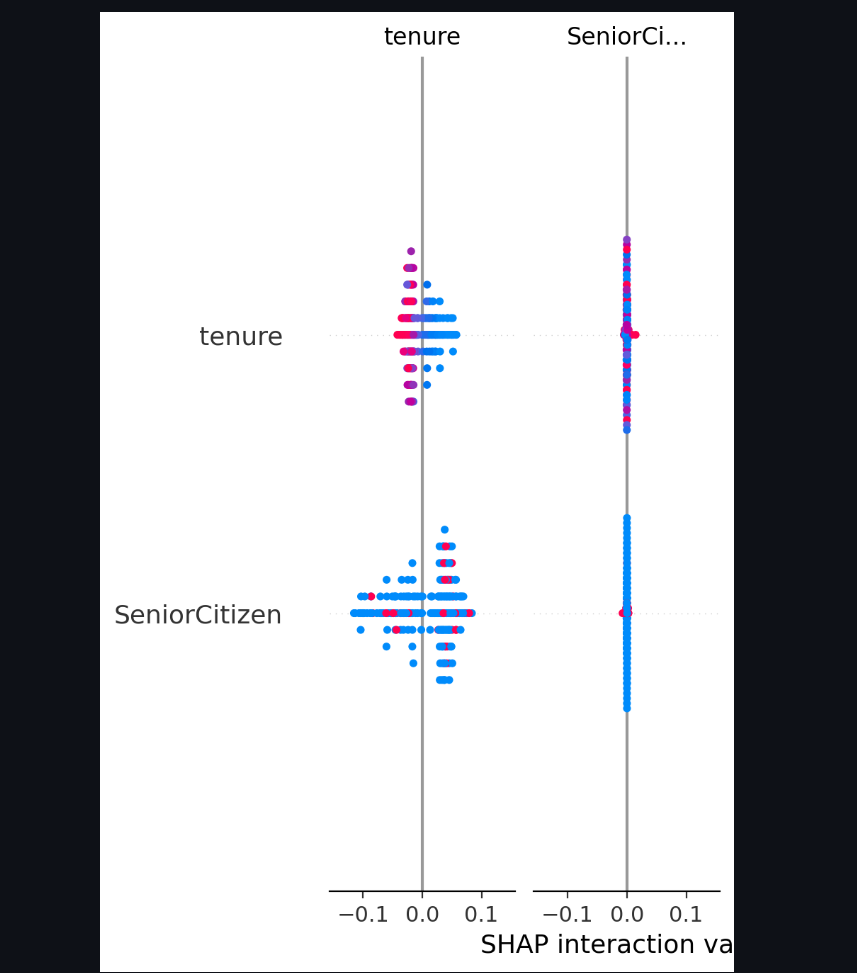 tenure SeniorCi...
tenure
SeniorCitizen
−0.1 0.0 0.1 −0.1 0.0 0.1
SHAP interaction va